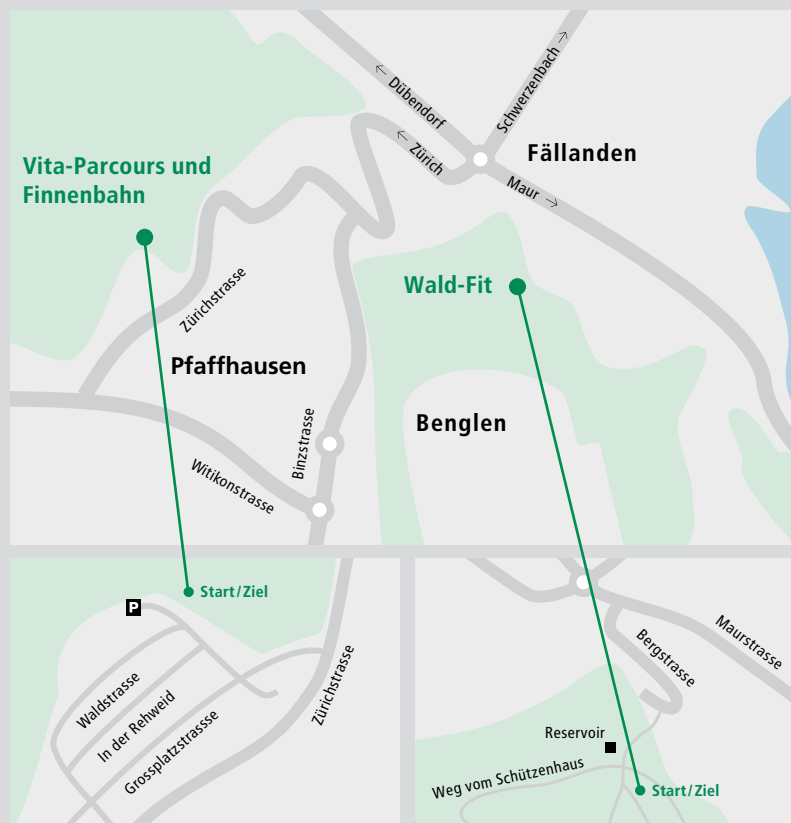 ← Dübendorf
Schwerzenbach →
← Zürich
Fällanden
Maur →
Vita-Parcours und
Finnenbahn
Wald-Fit
Zürichstrasse
Pfaffhausen
Benglen
Binzstrasse
Witikonstrasse
Start/Ziel
P
Waldstrasse
In der Rehweid
Grossplatzstrassse
Zürichstrasse
Bergstrasse
Maurstrasse
Reservoir
Weg vom Schützenhaus
Start/Ziel